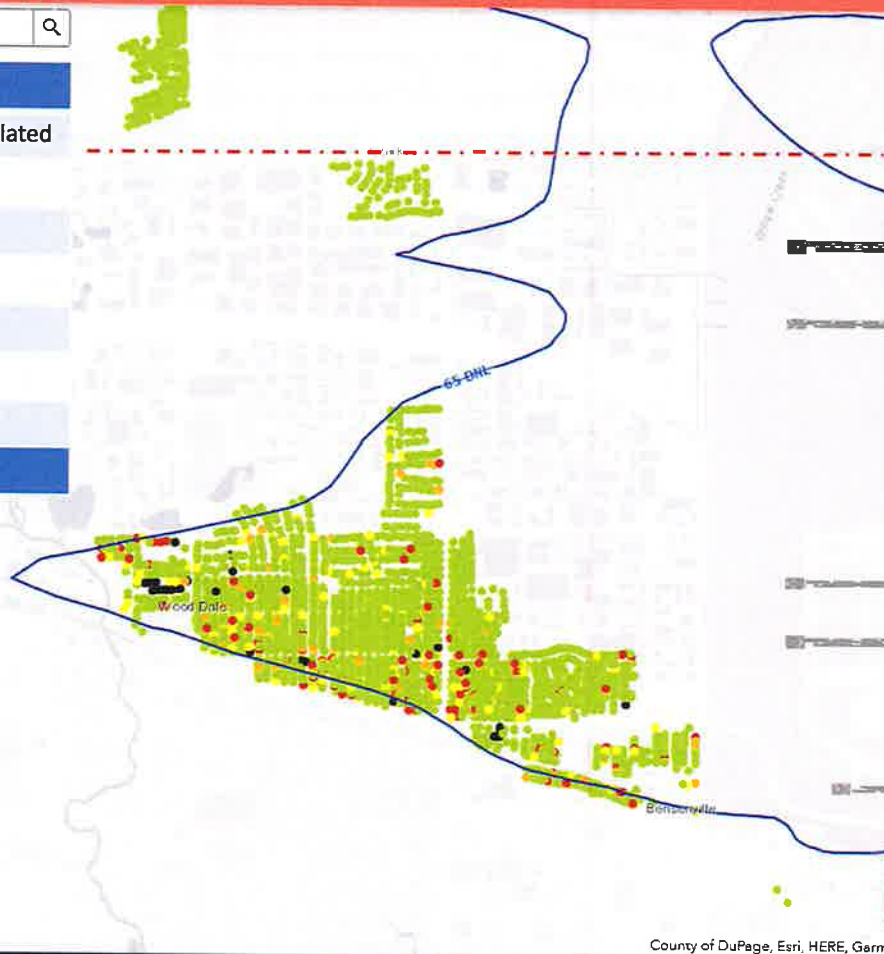 lated
65 DNL
Wood Dale
Bensenville
County of DuPage, Esri, HERE, Garm